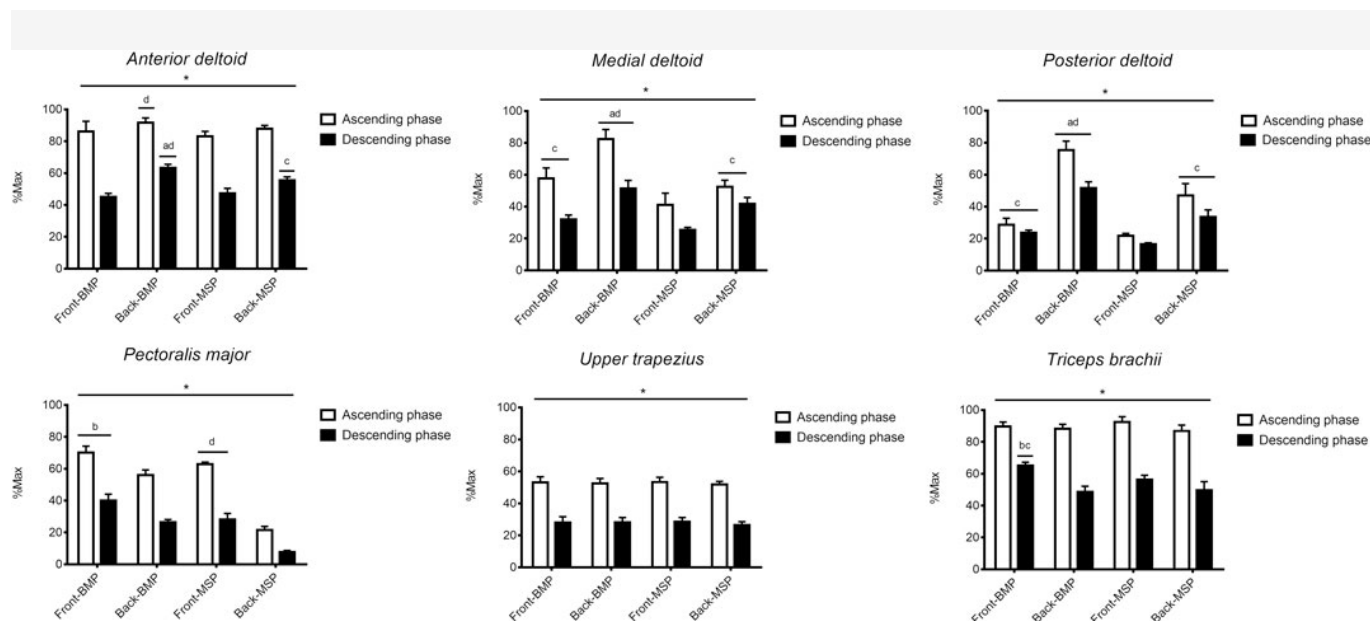 Anterior deltoid
*
d
ad
c
%Max
100
80
60
40
20
0
Front-BMP
Back-BMP
Front-MSP
Back-MSP
Ascending phase
Descending phase
Medial deltoid
*
c
ad
c
%Max
100
80
60
40
20
0
Front-BMP
Back-BMP
Front-MSP
Back-MSP
Ascending phase
Descending phase
Posterior deltoid
*
c
ad
c
%Max
100
80
60
40
20
0
Front-BMP
Back-BMP
Front-MSP
Back-MSP
Ascending phase
Descending phase
Pectoralis major
*
b
d
%Max
100
80
60
40
20
0
Front-BMP
Back-BMP
Front-MSP
Back-MSP
Ascending phase
Descending phase
Upper trapezius
*
%Max
100
80
60
40
20
0
Front-BMP
Back-BMP
Front-MSP
Back-MSP
Ascending phase
Descending phase
Triceps brachii
*
bc
%Max
100
80
60
40
20
0
Front-BMP
Back-BMP
Front-MSP
Back-MSP
Ascending phase
Descending phase